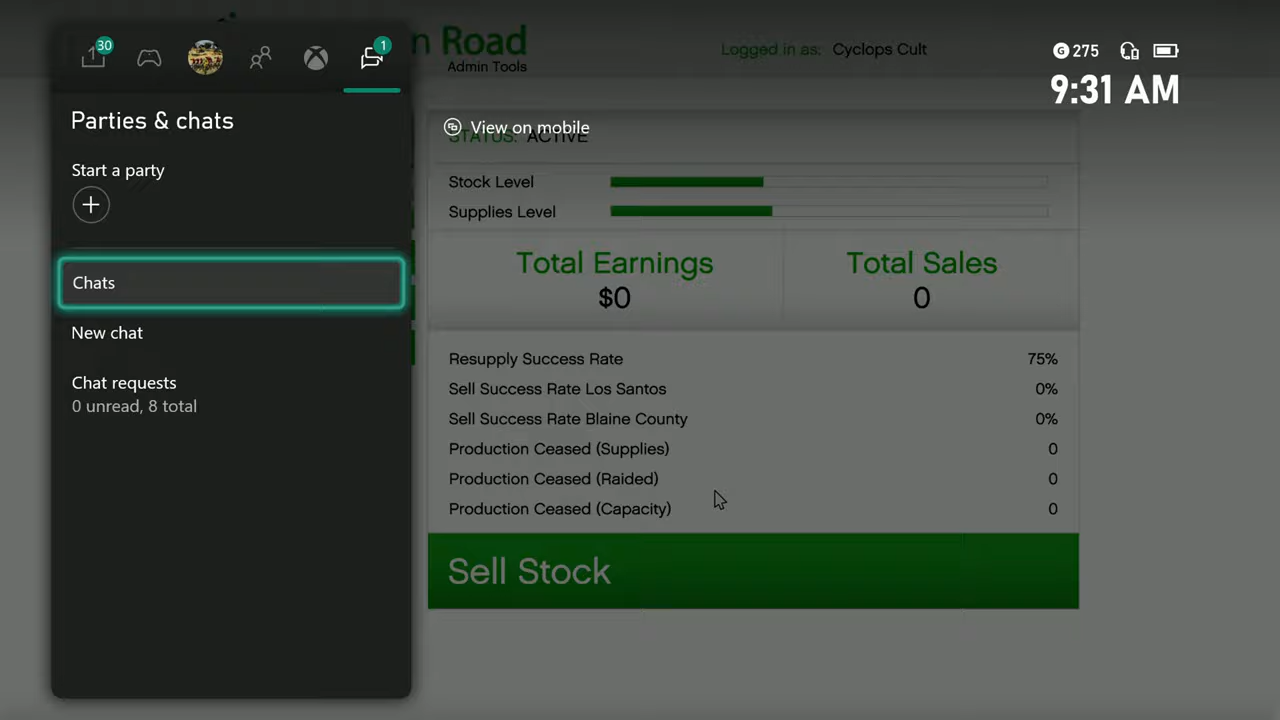 30
1
Parties & chats
Start a party
Chats
New chat
Chat requests
0 unread, 8 total
n Road
Admin Tools
Logged in as: Cyclops Cult
G 275
9:31 AM
View on mobile
STATUS: ACTIVE
Stock Level
Supplies Level
Total Earnings
$0
Total Sales
0
Resupply Success Rate 75%
Sell Success Rate Los Santos 0%
Sell Success Rate Blaine County 0%
Production Ceased (Supplies) 0
Production Ceased (Raided) 0
Production Ceased (Capacity) 0
Sell Stock